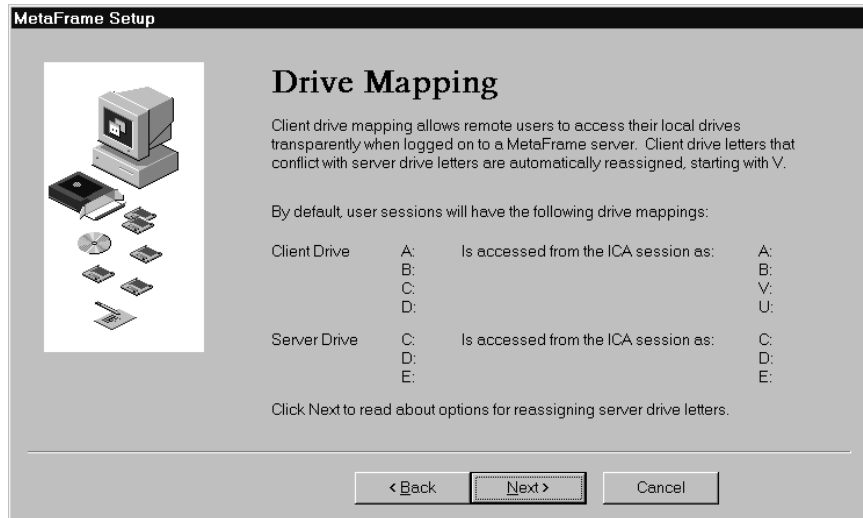 MetaFrame Setup
Drive Mapping
Client drive mapping allows remote users to access their local drives
transparently when logged on to a MetaFrame server. Client drive letters that
conflict with server drive letters are automatically reassigned, starting with V.
By default, user sessions will have the following drive mappings:
Client Drive A: Is accessed from the ICA session as: A:
B: B:
C: V:
D: U:
Server Drive C: Is accessed from the ICA session as: C:
D: D:
E: E:
Click Next to read about options for reassigning server drive letters.
< Back Next > Cancel